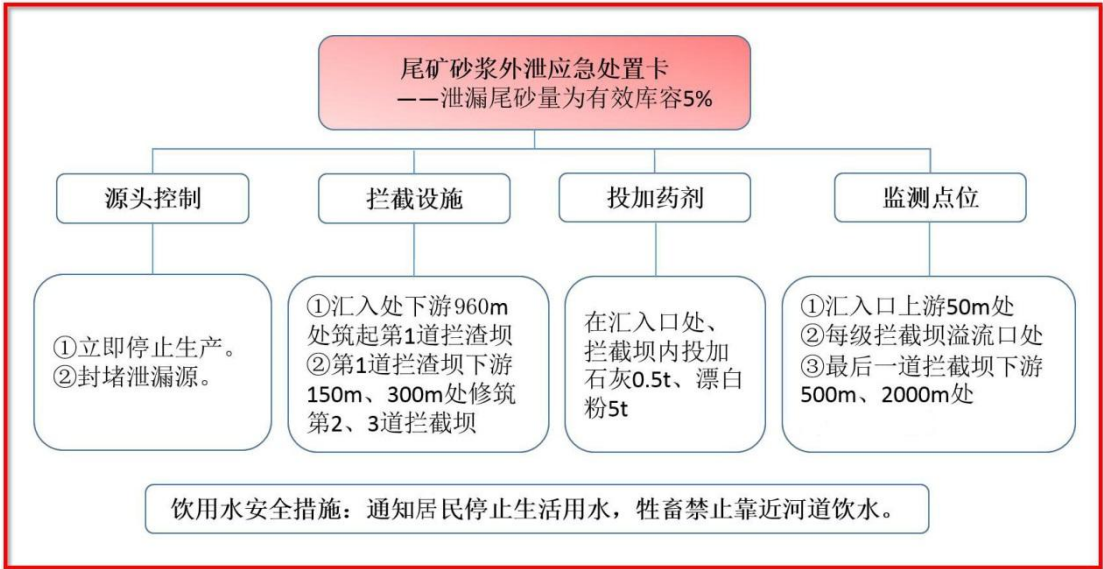 尾矿砂浆外泄应急处置卡
——泄漏尾砂量为有效库容5%
源头控制
拦截设施
投加药剂
监测点位
①立即停止生产。
②封堵泄漏源。
①汇入处下游960m
处筑起第1道拦渣坝
②第1道拦渣坝下游
150m、300m处修筑
第2、3道拦截坝
在汇入口处、
拦截坝内投加
石灰0.5t、漂白
粉5t
①汇入口上游50m处
②每级拦截坝溢流口处
③最后一道拦截坝下游
500m、2000m处
饮用水安全措施：通知居民停止生活用水，牲畜禁止靠近河道饮水。